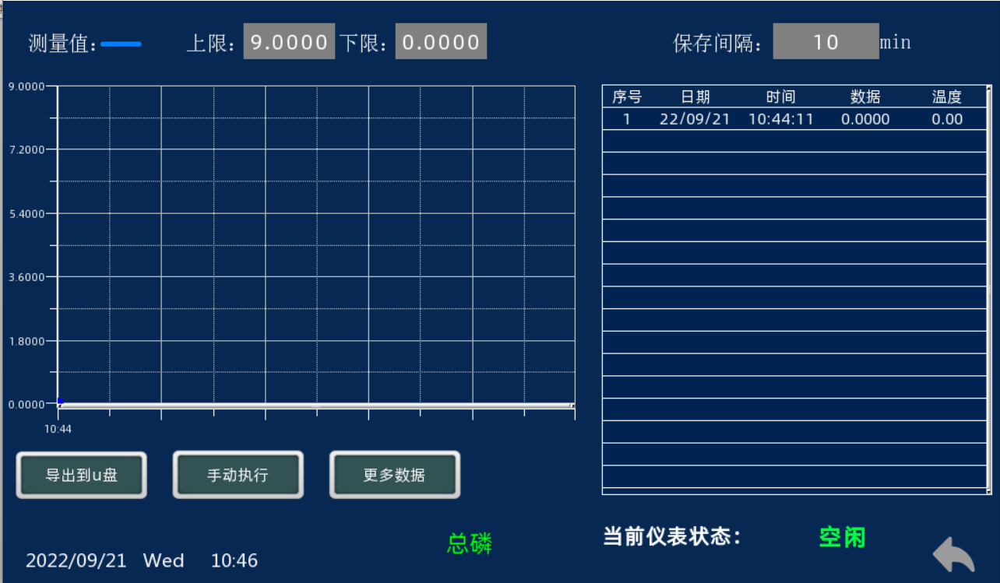 测量值: 上限: 9.0000 下限: 0.0000 保存间隔: 10 min
9.0000
7.2000
5.4000
3.6000
1.8000
0.0000
10:44
序号 日期 时间 数据 温度
1 22/09/21 10:44:11 0.0000 0.00
导出到u盘 手动执行 更多数据
总磷 当前仪表状态: 空闲
2022/09/21 Wed 10:46